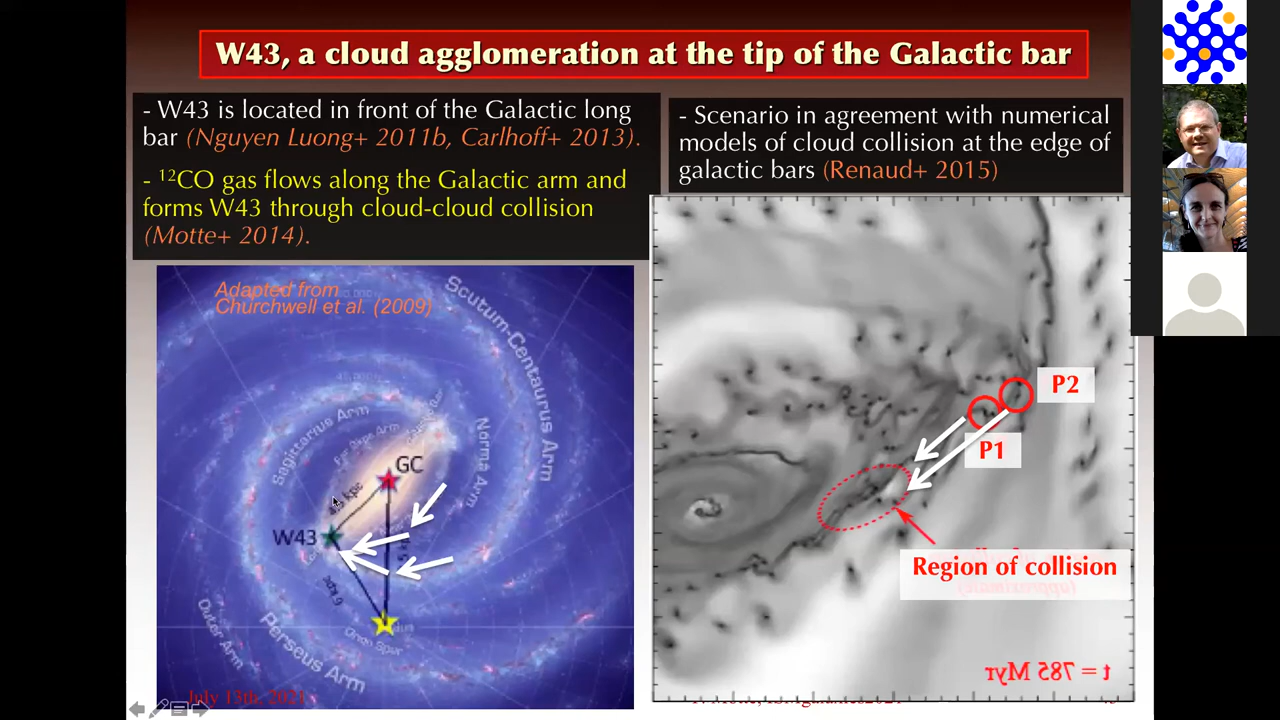 W43, a cloud agglomeration at the tip of the Galactic bar
- W43 is located in front of the Galactic long
bar (Nguyen Luong+ 2011b, Carlhoff+ 2013).
- ¹²CO gas flows along the Galactic arm and
forms W43 through cloud-cloud collision
(Motte+ 2014).
- Scenario in agreement with numerical
models of cloud collision at the edge of
galactic bars (Renaud+ 2015)
Adapted from
Churchwell et al. (2009)
Scutum-Centaurus Arm
Sagittarius Arm
Norma Arm
GC
W43
Perseus Arm
Outer Arm
P2
P1
Region of collision
t = 785 Myr
July 13th, 2021